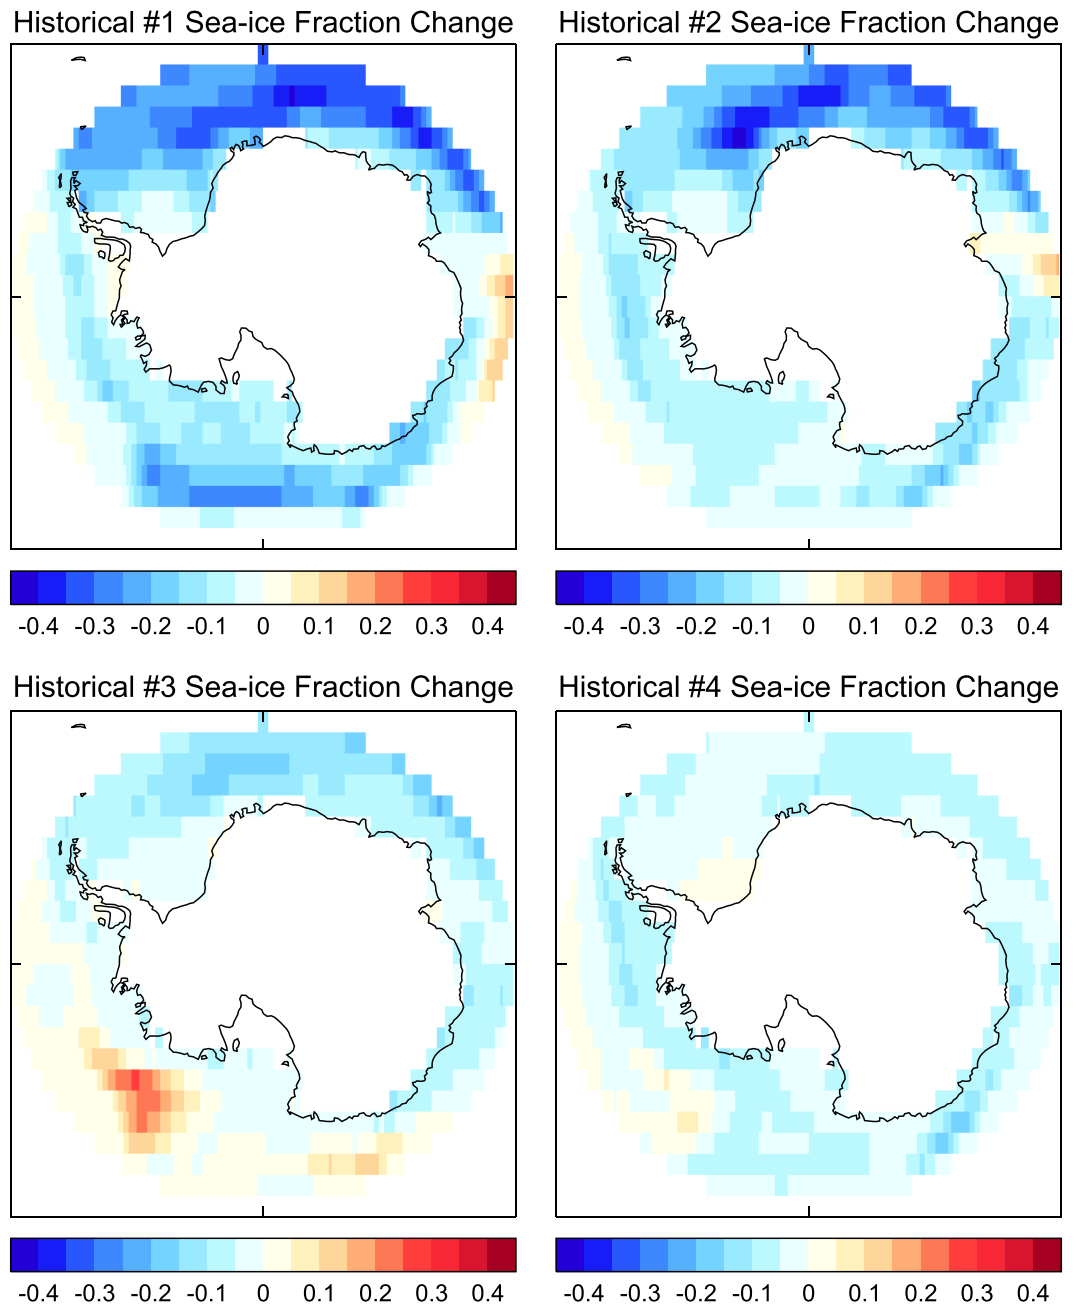 Historical #1 Sea-ice Fraction Change
Historical #2 Sea-ice Fraction Change
-0.4 -0.3 -0.2 -0.1 0 0.1 0.2 0.3 0.4
-0.4 -0.3 -0.2 -0.1 0 0.1 0.2 0.3 0.4
Historical #3 Sea-ice Fraction Change
Historical #4 Sea-ice Fraction Change
-0.4 -0.3 -0.2 -0.1 0 0.1 0.2 0.3 0.4
-0.4 -0.3 -0.2 -0.1 0 0.1 0.2 0.3 0.4